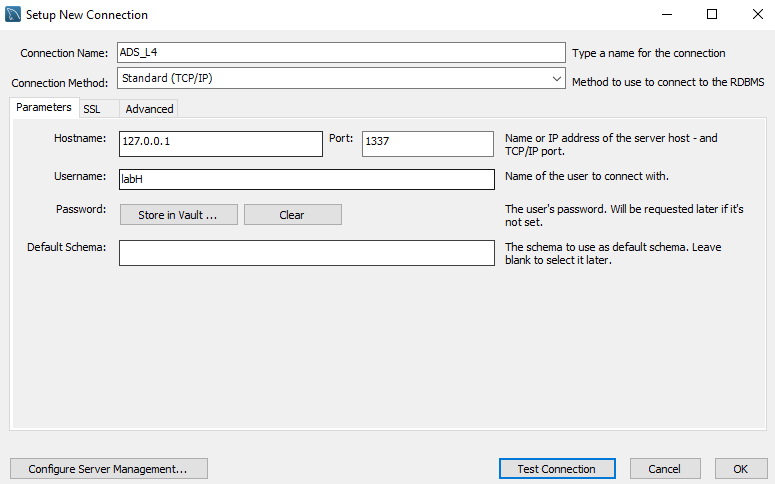 Setup New Connection
Connection Name: ADS_L4 Type a name for the connection
Connection Method: Standard (TCP/IP) Method to use to connect to the RDBMS
Parameters SSL Advanced
Hostname: 127.0.0.1 Port: 1337 Name or IP address of the server host - and
TCP/IP port.
Username: labH Name of the user to connect with.
Password: Store in Vault ... Clear The user's password. Will be requested later if it's
not set.
Default Schema: The schema to use as default schema. Leave
blank to select it later.
Configure Server Management... Test Connection Cancel OK